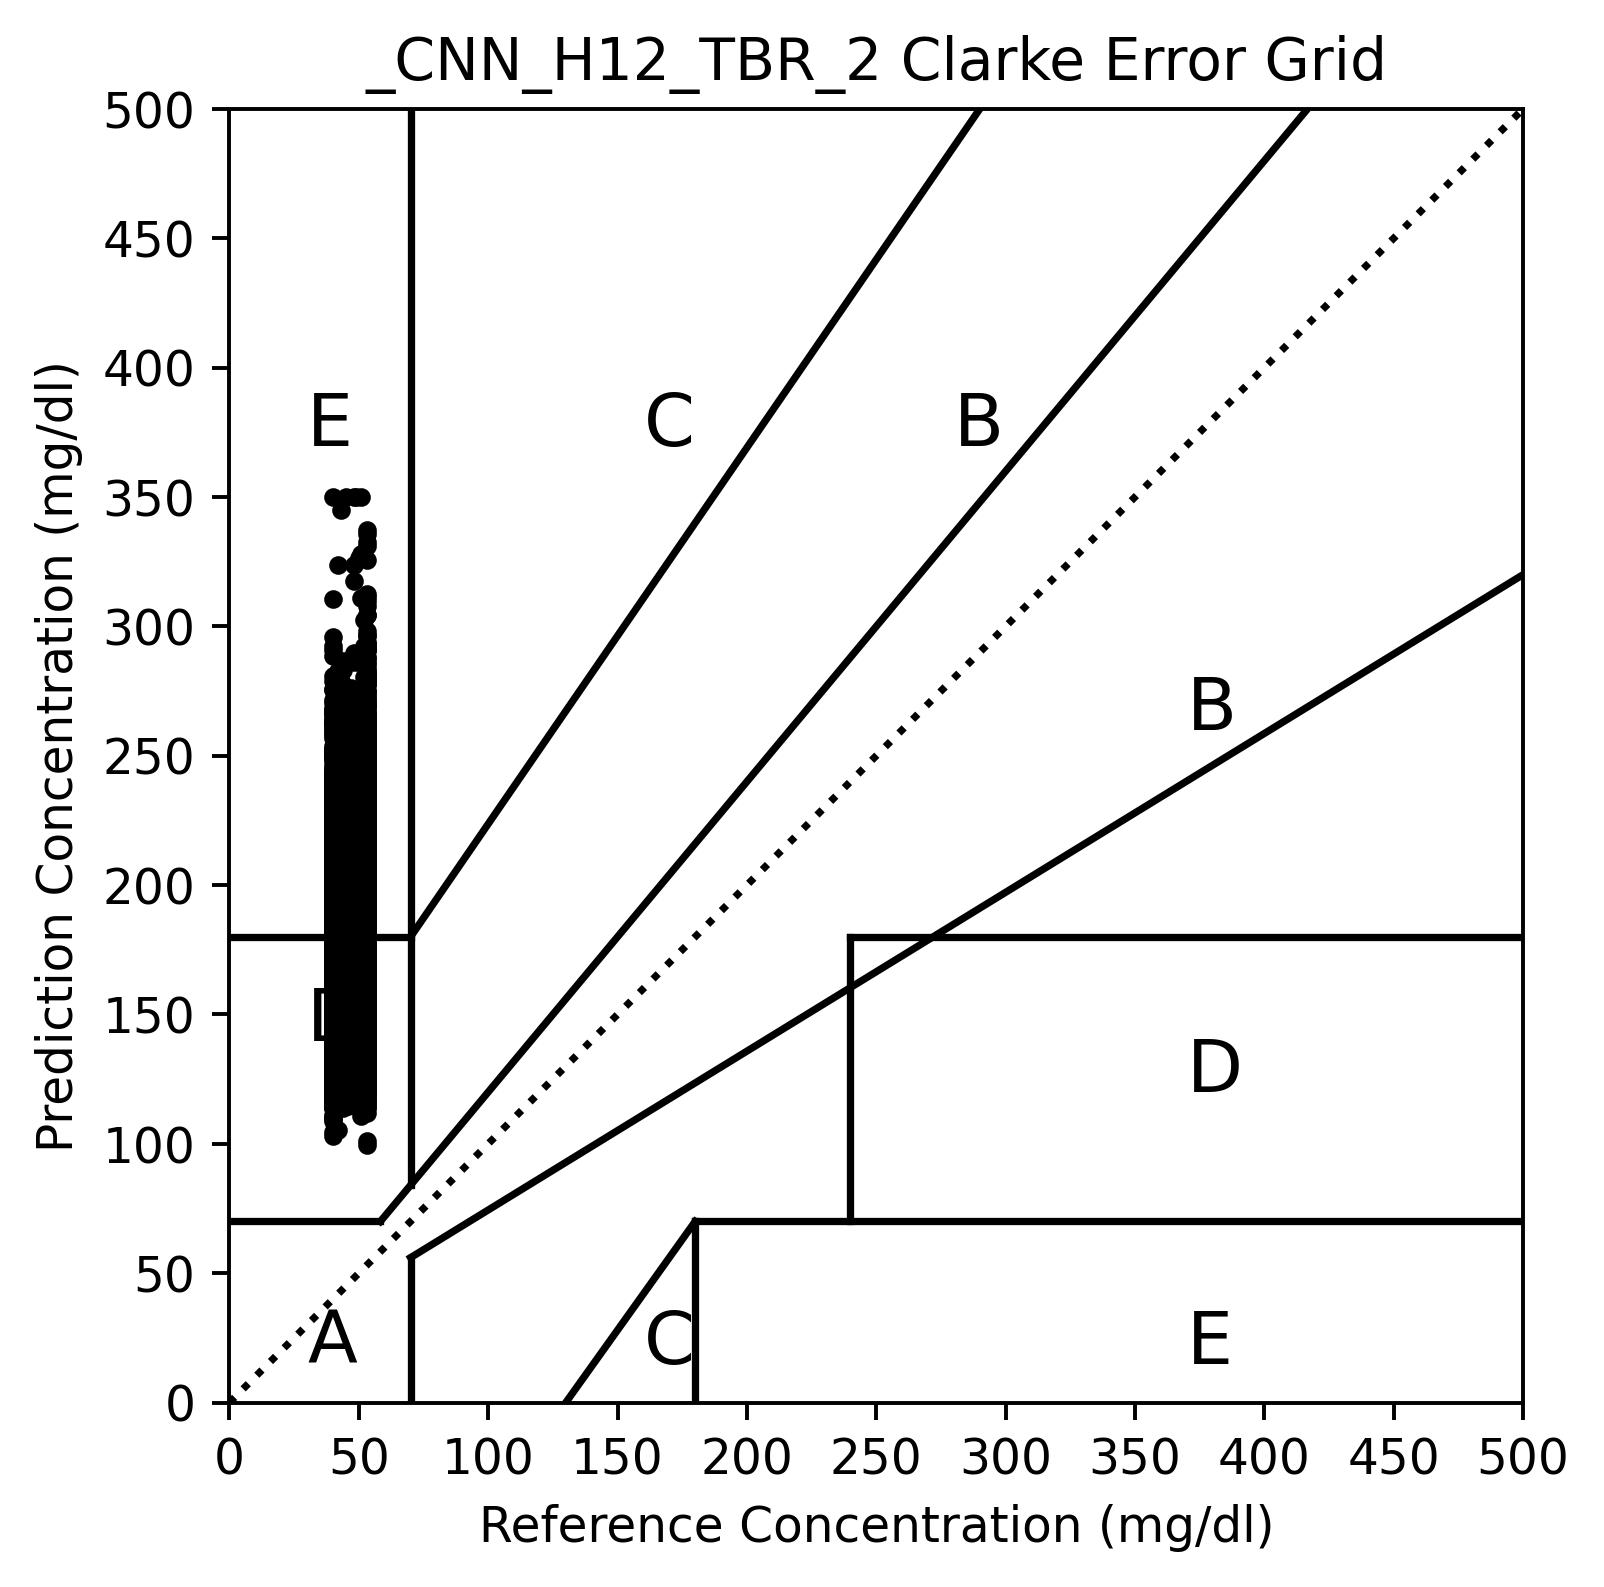 _CNN_H12_TBR_2 Clarke Error Grid
500
450
400
350
300
250
200
150
100
50
0
Prediction Concentration (mg/dl)
E
C
B
B
D
A
C
E
0 50 100 150 200 250 300 350 400 450 500
Reference Concentration (mg/dl)